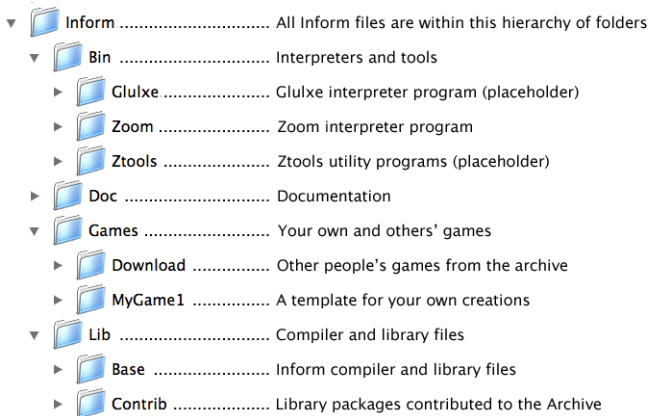 Inform ........................... All Inform files are within this hierarchy of folders
Bin ........................... Interpreters and tools
Glulxe...................... Glulxe interpreter program (placeholder)
Zoom ...................... Zoom interpreter program
Ztools ..................... Ztools utility programs (placeholder)
Doc .......................... Documentation
Games ...................... Your own and others’ games
Download ............... Other people’s games from the archive
MyGame1 ............... A template for your own creations
Lib ........................... Compiler and library files
Base ....................... Inform compiler and library files
Contrib ................... Library packages contributed to the Archive